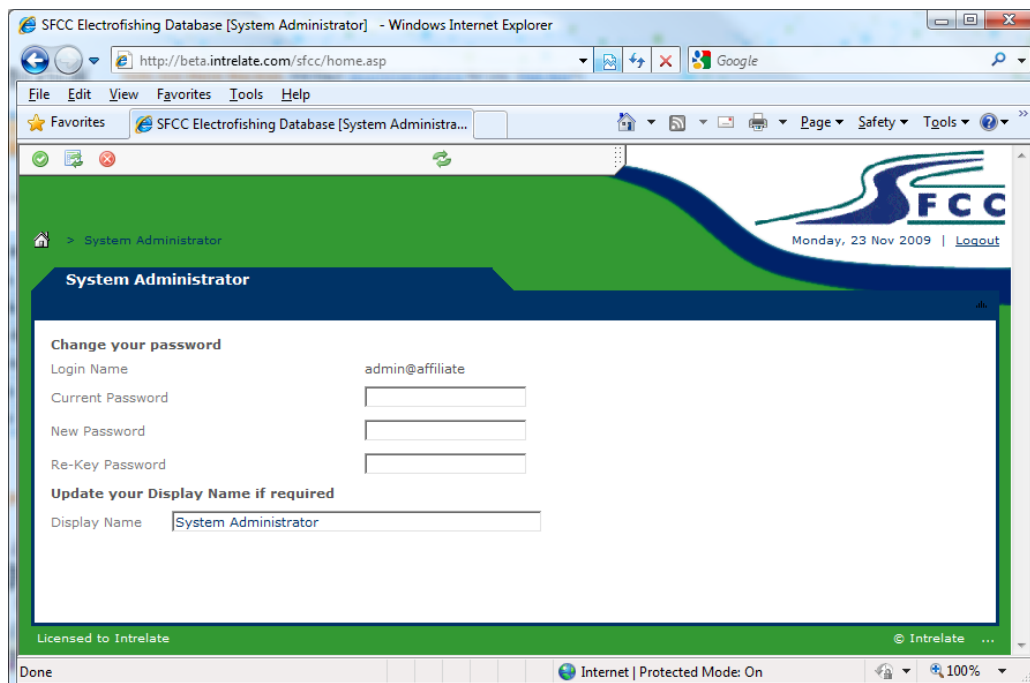 SFCC Electrofishing Database [System Administrator] - Windows Internet Explorer
http://beta.intrelate.com/sfcc/home.asp
Google
File Edit View Favorites Tools Help
Favorites SFCC Electrofishing Database [System Administra... Page Safety Tools
SFCC
> System Administrator
Monday, 23 Nov 2009 | Logout
System Administrator
Change your password
Login Name admin@affiliate
Current Password
New Password
Re-Key Password
Update your Display Name if required
Display Name System Administrator
Licensed to Intrelate © Intrelate ...
Done Internet | Protected Mode: On 100%